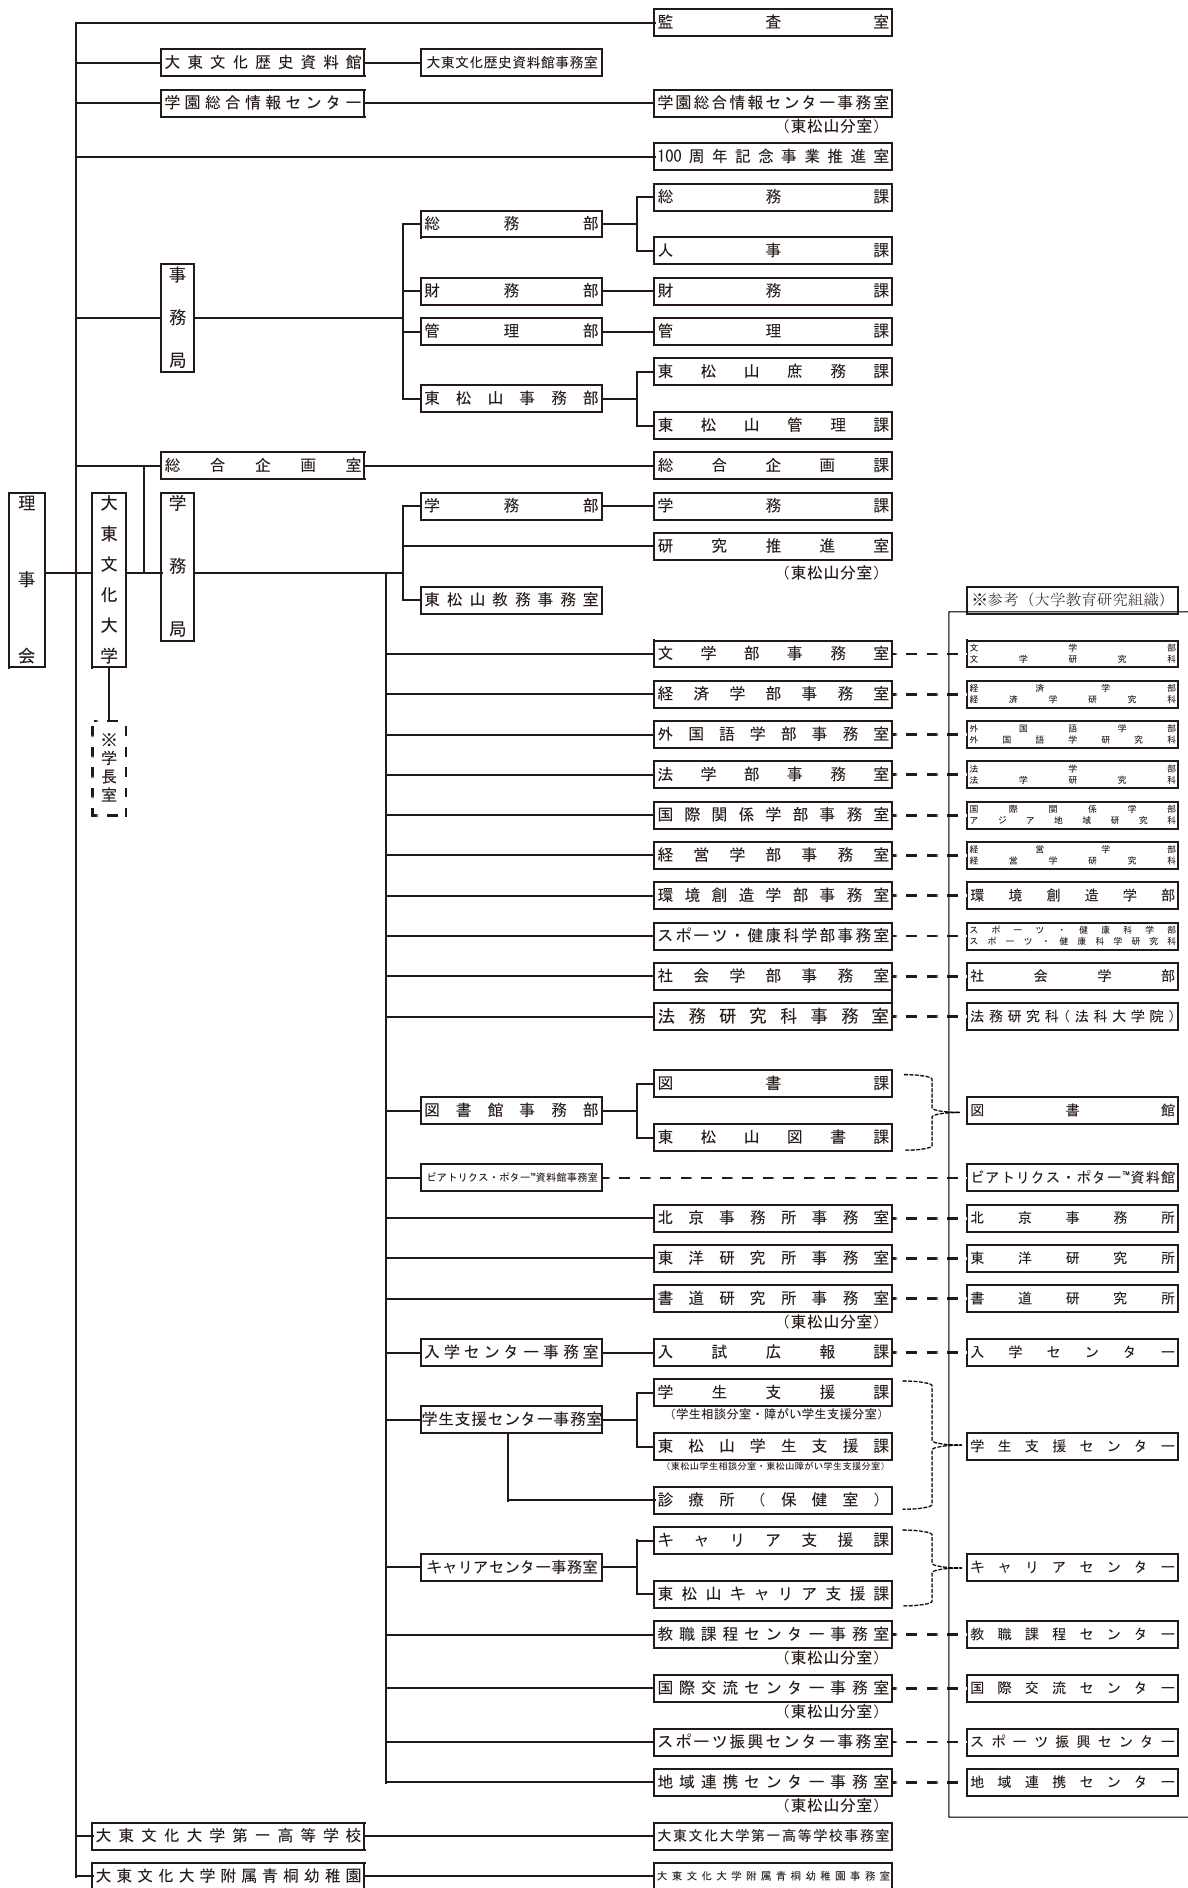 監査室
大東文化歴史資料館 大東文化歴史資料館事務室
学園総合情報センター 学園総合情報センター事務室
（東松山分室）
100周年記念事業推進室
総務課
総務部
人事課
事務局
財務部 財務課
管理部 管理課
東松山庶務課
東松山事務部
東松山管理課
総合企画室 総合企画課
理事会
大東文化大学
学務局
※学長室
学務部 学務課
研究推進室
（東松山分室）
東松山教務事務室
※参考（大学教育研究組織）
文学部事務室 文学部
文学研究科
経済学部事務室 経済学部
経済学研究科
外国語学部事務室 外国語学部
外国語学研究科
法学部事務室 法学部
法学研究科
国際関係学部事務室 国際関係学部
アジア地域研究科
経営学部事務室 経営学部
経営学研究科
環境創造学部事務室 環境創造学部
スポーツ・健康科学部事務室 スポーツ・健康科学部
スポーツ・健康科学研究科
社会学部事務室 社会学部
法務研究科事務室 法務研究科（法科大学院）
図書課
図書館事務部 図書館
東松山図書課
ビアトリクス・ポター™資料館事務室 ビアトリクス・ポター™資料館
北京事務所事務室 北京事務所
東洋研究所事務室 東洋研究所
書道研究所事務室 書道研究所
（東松山分室）
入学センター事務室 入試広報課 入学センター
学生支援課
（学生相談分室・障がい学生支援分室）
学生支援センター事務室
東松山学生支援課 学生支援センター
（東松山学生相談分室・東松山障がい学生支援分室）
診療所（保健室）
キャリア支援課
キャリアセンター事務室 キャリアセンター
東松山キャリア支援課
教職課程センター事務室 教職課程センター
（東松山分室）
国際交流センター事務室 国際交流センター
（東松山分室）
スポーツ振興センター事務室 スポーツ振興センター
地域連携センター事務室 地域連携センター
（東松山分室）
大東文化大学第一高等学校 大東文化大学第一高等学校事務室
大東文化大学附属青桐幼稚園 大東文化大学附属青桐幼稚園事務室